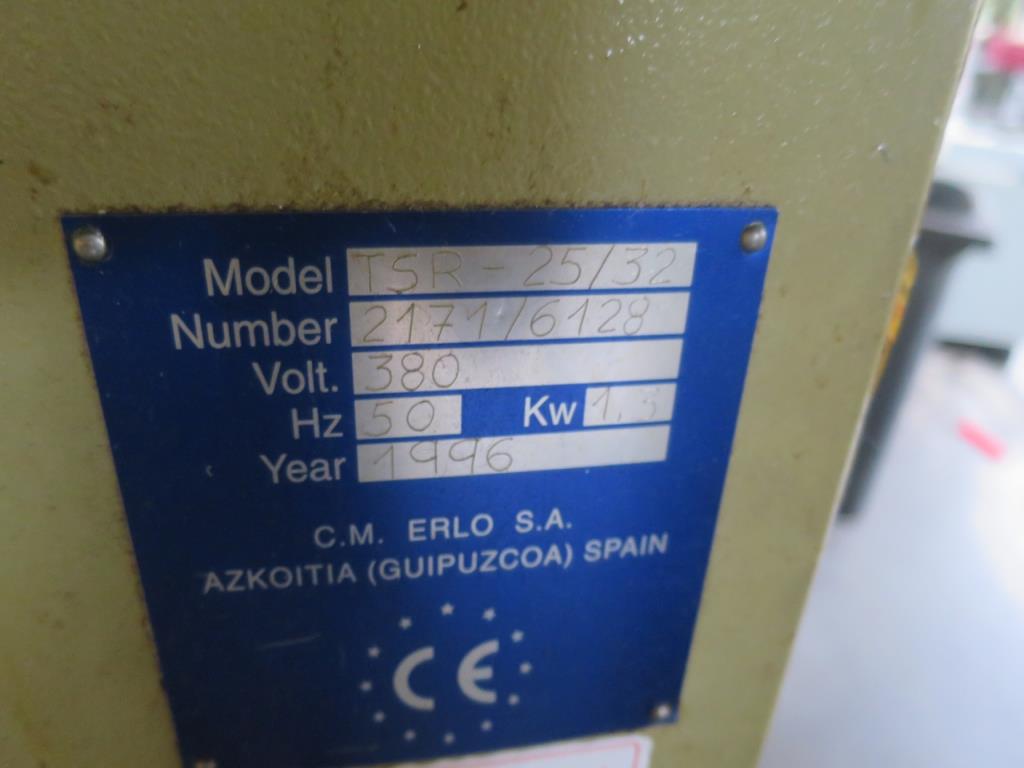 Model TSR - 25/32
Number 2171/6128
Volt. 380
Hz 50 Kw 1,3
Year 1996
C.M. ERLO S.A.
AZKOITIA (GUIPUZCOA) SPAIN
CE